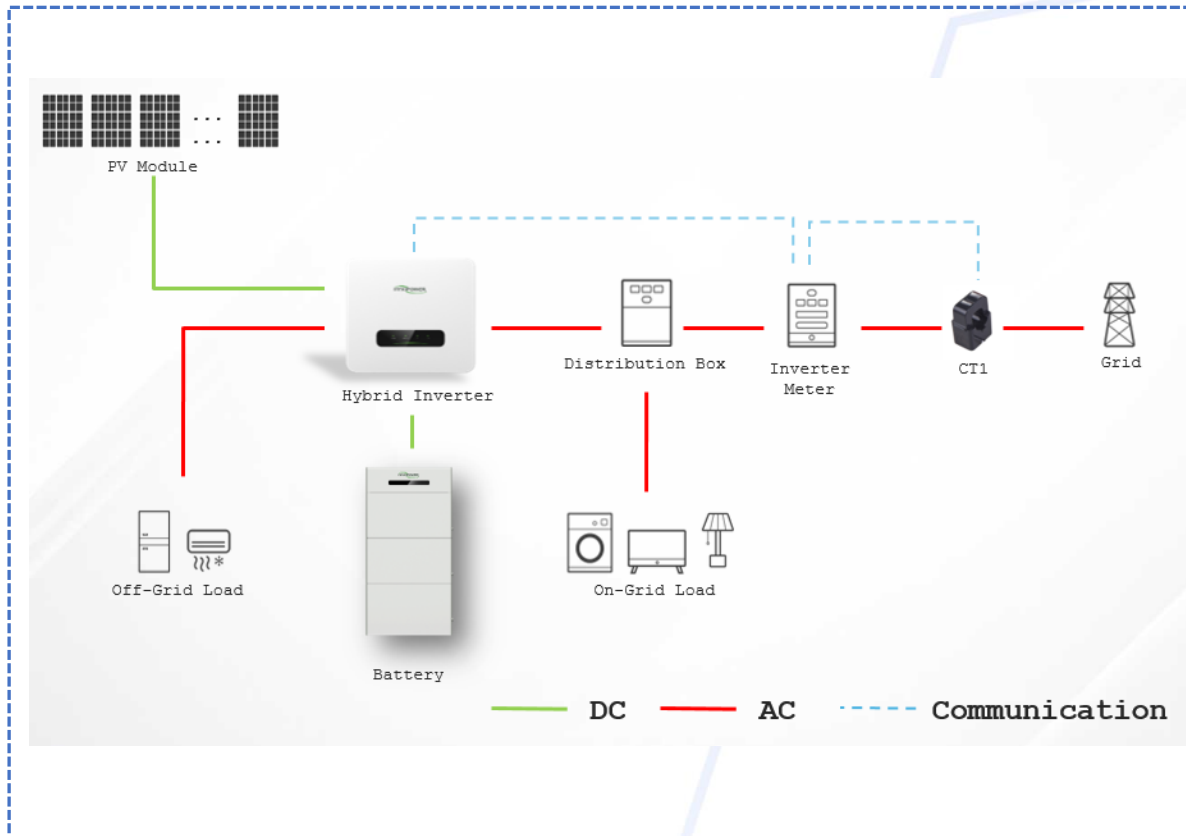 ... 
...
PV Module
Hybrid Inverter
Distribution Box
Inverter
Meter
CT1
Grid
Off-Grid Load
On-Grid Load
Battery
DC
AC
Communication